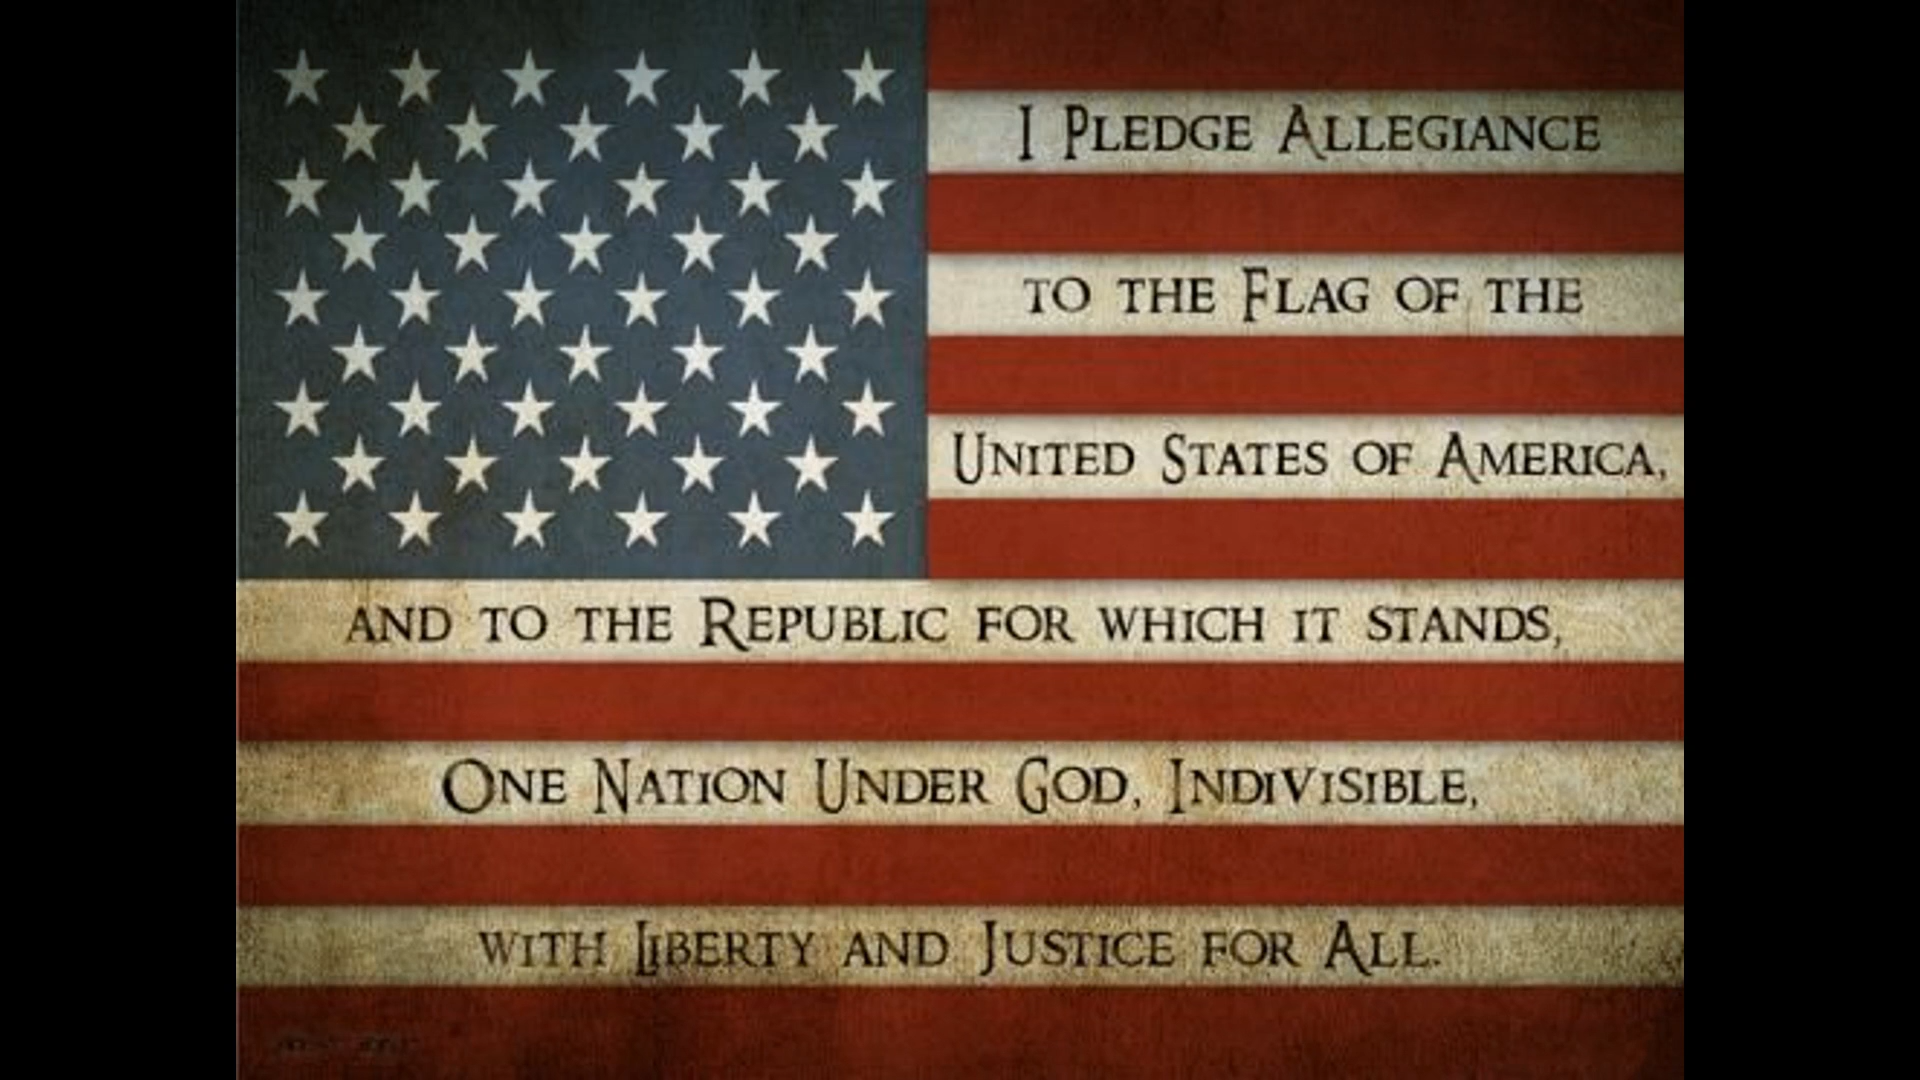 I Pledge Allegiance
to the Flag of the
United States of America,
and to the Republic for which it stands,
One Nation Under God, Indivisible,
with Liberty and Justice for All.